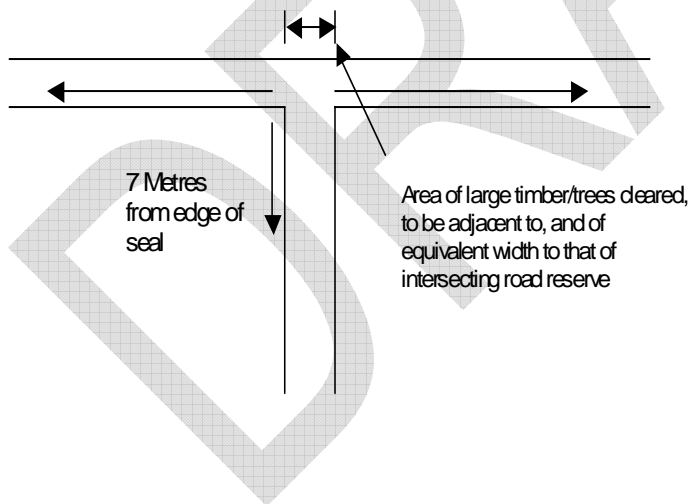 7 Metres
from edge of
seal
Area of large timber/trees cleared,
to be adjacent to, and of
equivalent width to that of
intersecting road reserve
DRA